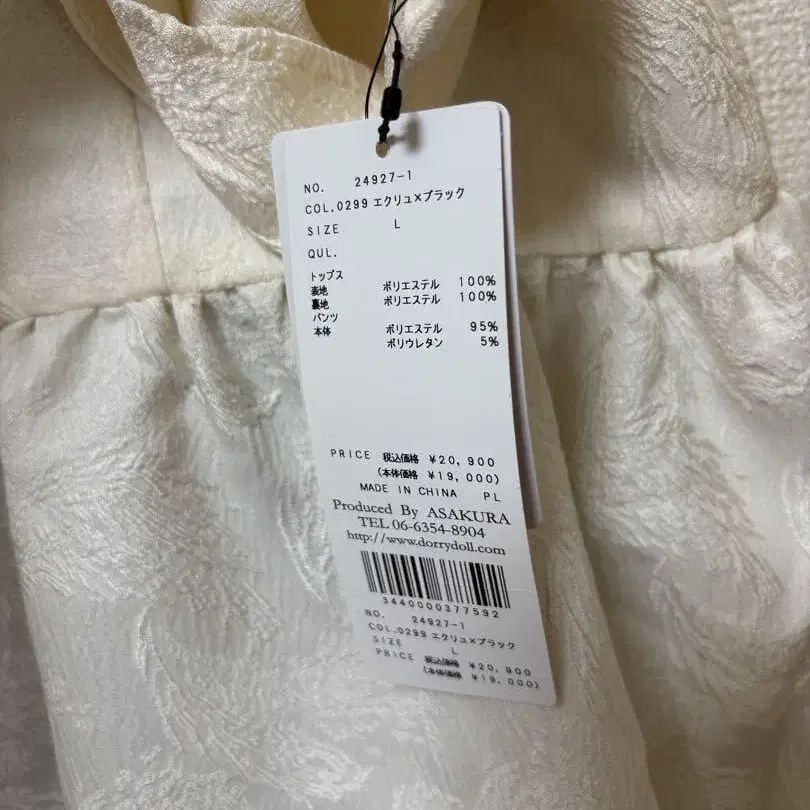 NO. 24927-1
COL.0299 エクリュ×ブラック
SIZE L
QUL.
トップス
表地 ポリエステル 100%
裏地 ポリエステル 100%
パンツ
本体 ポリエステル 95%
ポリウレタン 5%
PRICE 税込価格 ¥20,900
(本体価格 ¥19,000)
MADE IN CHINA PL
Produced By ASAKURA
TEL 06-6354-8904
http://www.dorrydoll.com
3440000377592
NO. 24927-1
COL.0299 エクリュ×ブラック
SIZE L
PRICE 税込価格 ¥20,900
(本体価格 ¥19,000)